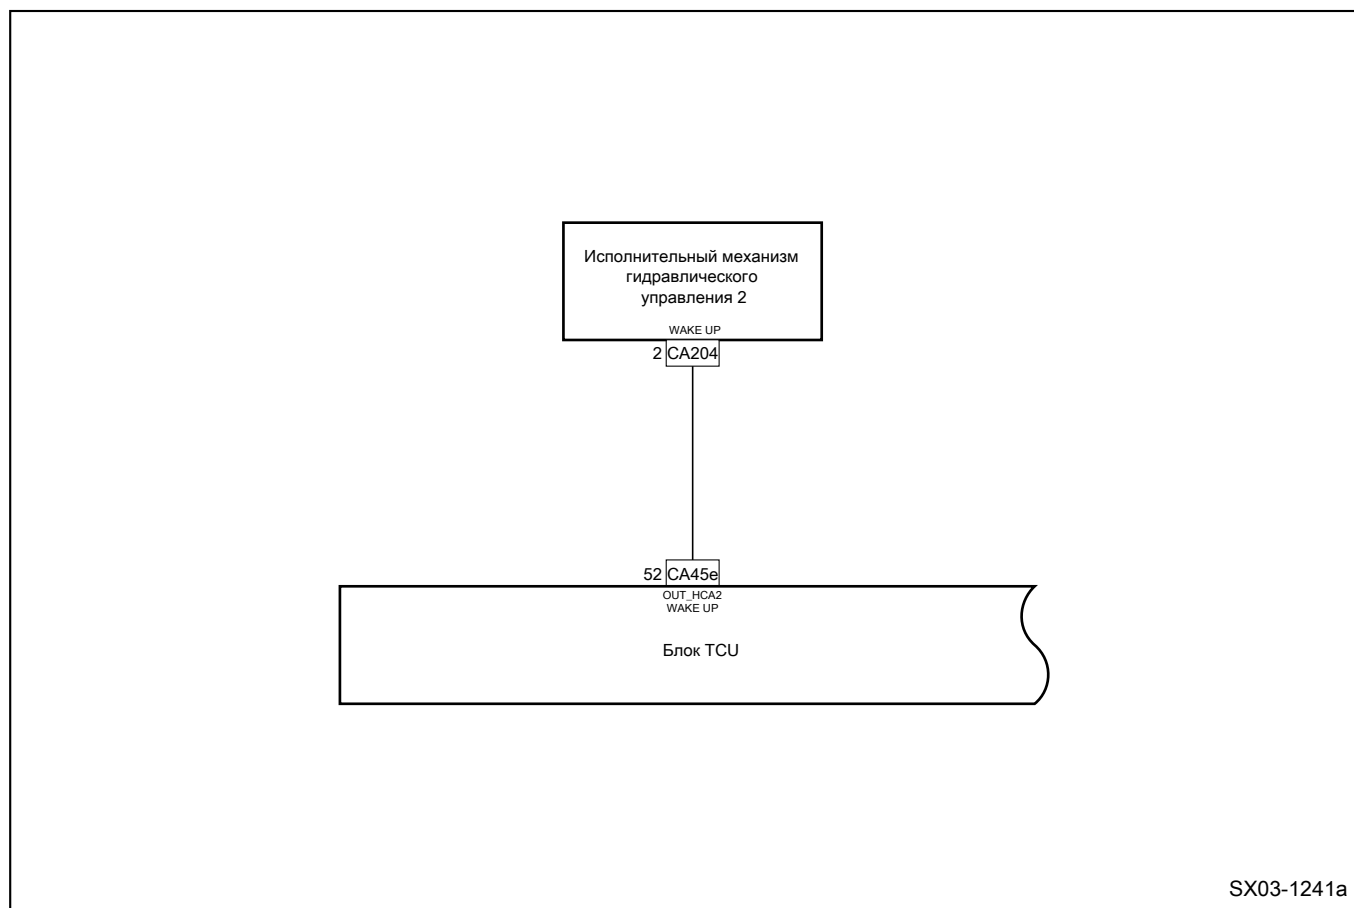 Исполнительный механизм
гидравлического
управления 2
WAKE UP
2 CA204
52 CA45e
OUT_HCA2
WAKE UP
Блок TCU
SX03-1241a